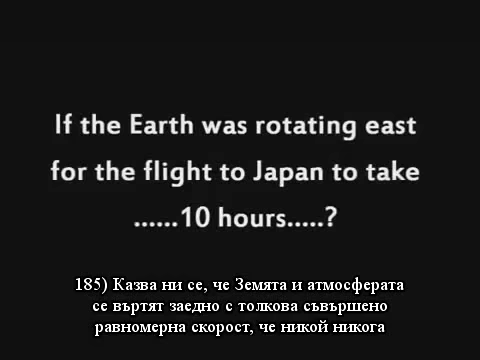 If the Earth was rotating east
for the flight to Japan to take
......10 hours.....?
185) Казва ни се, че Земята и атмосферата
се въртят заедно с толкова съвършено
равномерна скорост, че никой никога